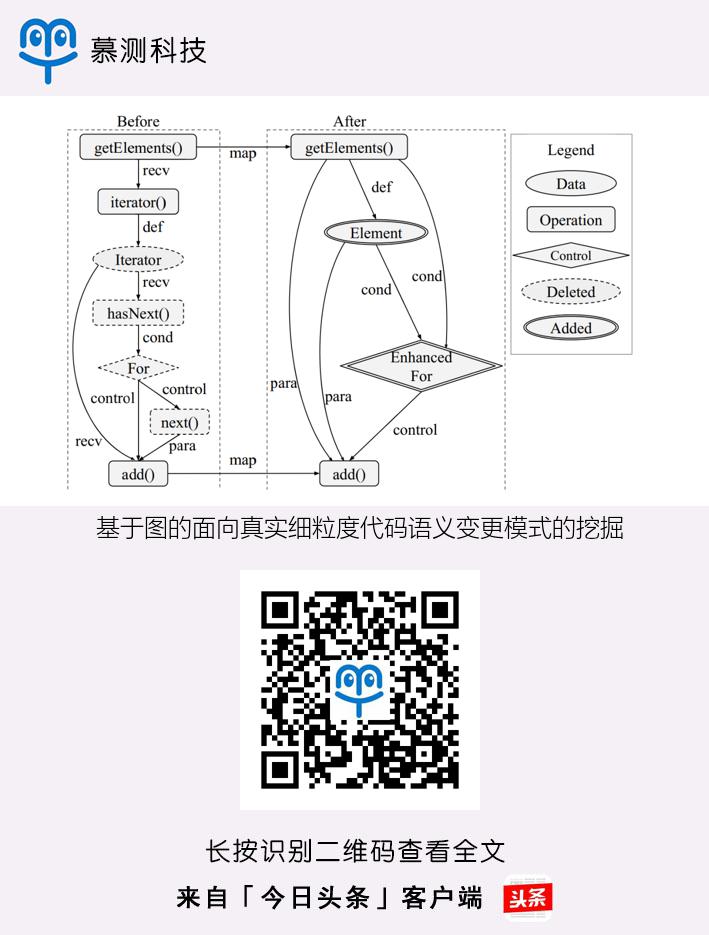 慕测科技
Before
After
getElements()
map
getElements()
Legend
recv
def
Data
iterator()
def
Operation
Element
Iterator
Control
recv
cond
cond
hasNext()
Deleted
cond
Added
For
Enhanced
For
control
control
para
para
next()
control
recv
para
add()
map
add()
基于图的面向真实细粒度代码语义变更模式的挖掘
长按识别二维码查看全文
来自「今日头条」客户端
头条